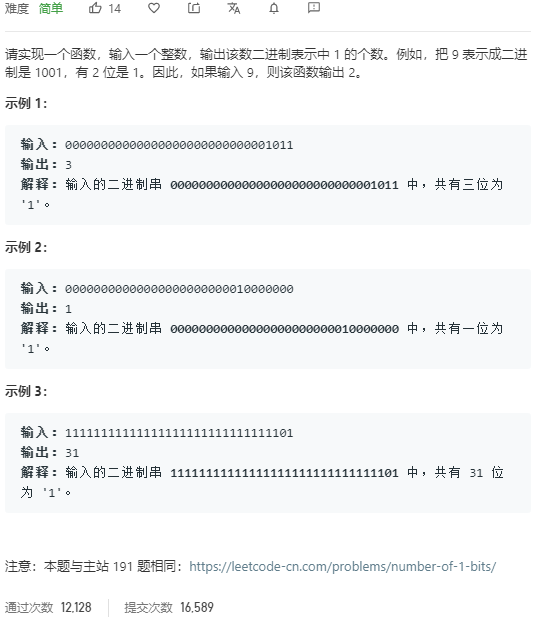 难度 简单 14
请实现一个函数，输入一个整数，输出该数二进制表示中 1 的个数。例如，把 9 表示成二进
制是 1001，有 2 位是 1。因此，如果输入 9，则该函数输出 2。
示例 1：
输入：00000000000000000000000000001011
输出：3
解释：输入的二进制串 00000000000000000000000000001011 中，共有三位为
'1'。
示例 2：
输入：00000000000000000000000010000000
输出：1
解释：输入的二进制串 00000000000000000000000010000000 中，共有一位为
'1'。
示例 3：
输入：11111111111111111111111111111101
输出：31
解释：输入的二进制串 11111111111111111111111111111101 中，共有 31 位
为 '1'。
注意：本题与主站 191 题相同：https://leetcode-cn.com/problems/number-of-1-bits/
通过次数 12,128 提交次数 16,589